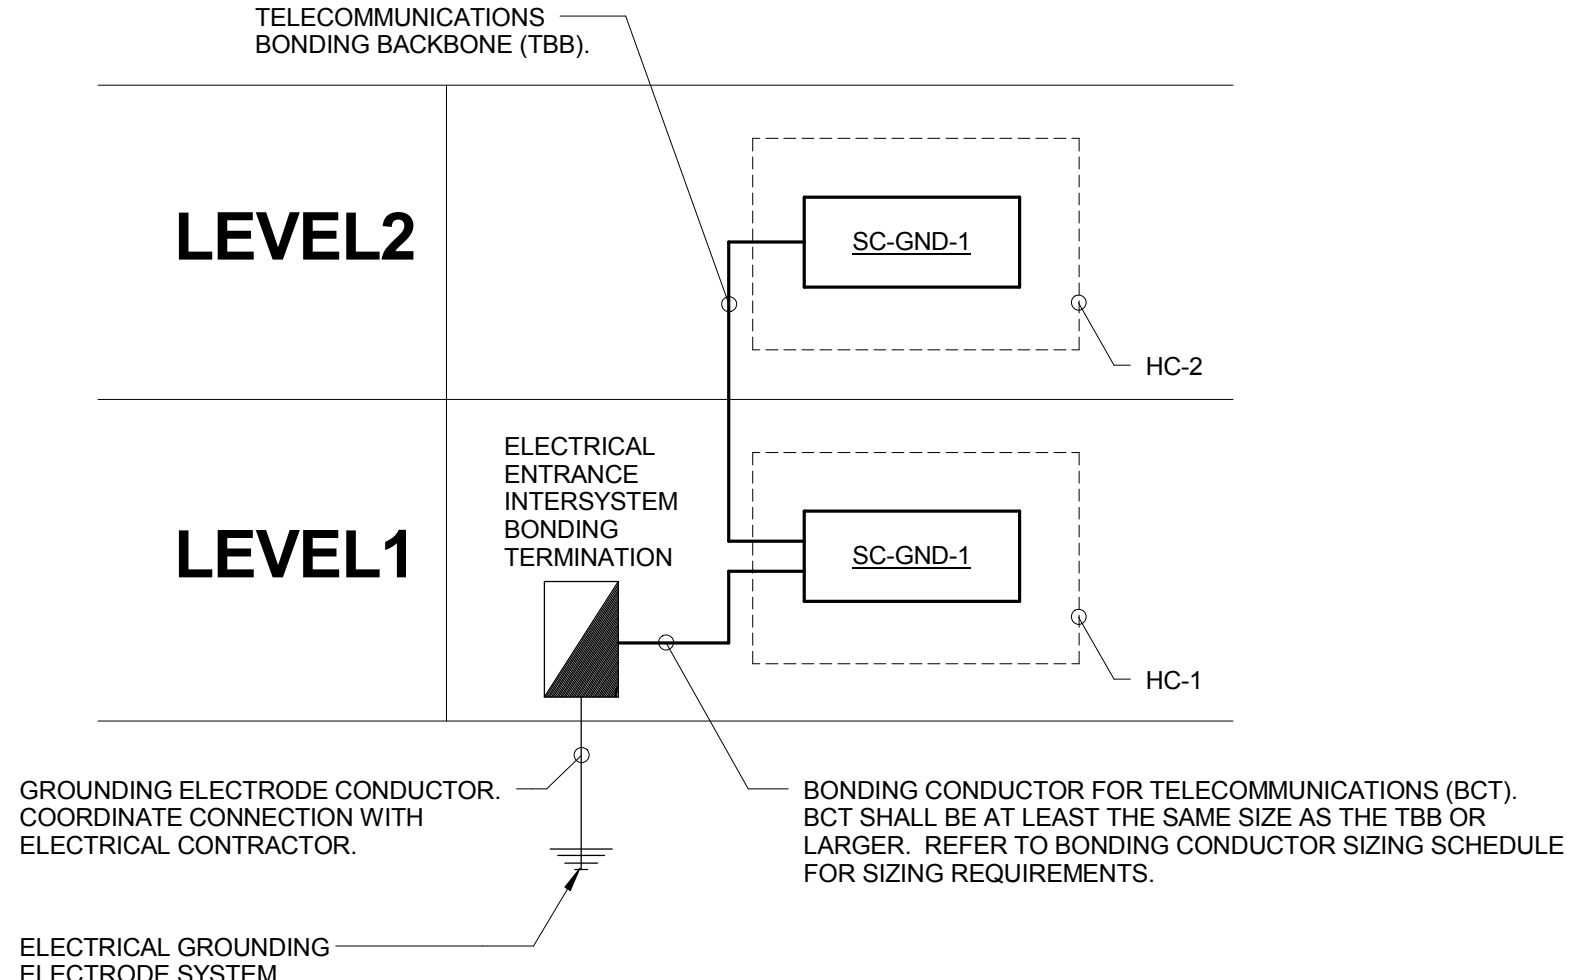 TELECOMMUNICATIONS
BONDING BACKBONE (TBB).
LEVEL2
SC-GND-1
HC-2
ELECTRICAL
ENTRANCE
INTERSYSTEM
BONDING
TERMINATION
LEVEL1
SC-GND-1
HC-1
GROUNDING ELECTRODE CONDUCTOR.
COORDINATE CONNECTION WITH
ELECTRICAL CONTRACTOR.
BONDING CONDUCTOR FOR TELECOMMUNICATIONS (BCT).
BCT SHALL BE AT LEAST THE SAME SIZE AS THE TBB OR
LARGER.  REFER TO BONDING CONDUCTOR SIZING SCHEDULE
FOR SIZING REQUIREMENTS.
ELECTRICAL GROUNDING
ELECTRODE SYSTEM